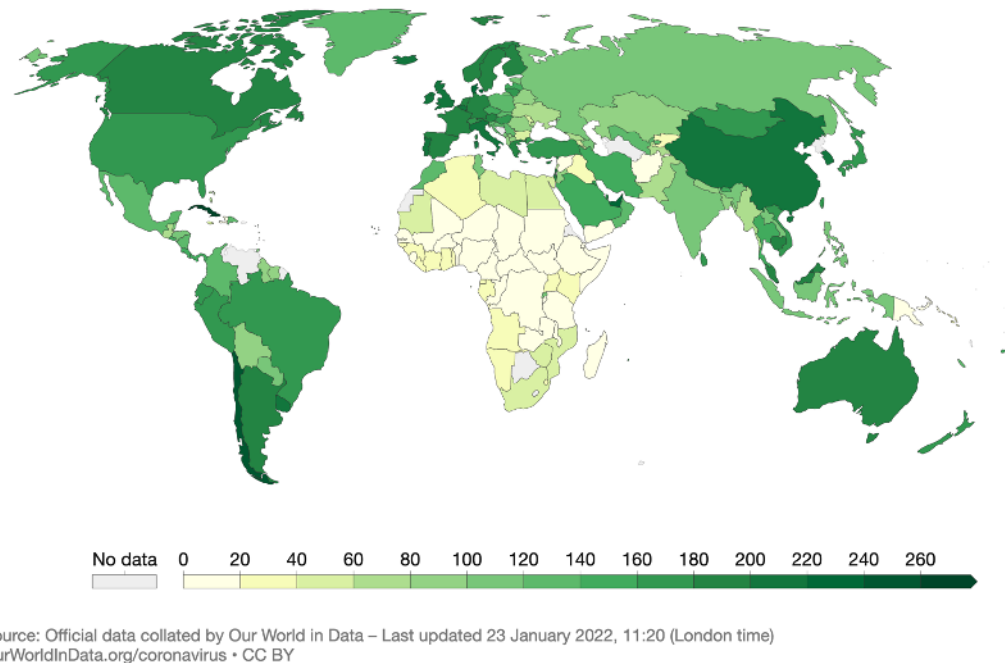 No data 0 20 40 60 80 100 120 140 160 180 200 220 240 260
ource: Official data collated by Our World in Data – Last updated 23 January 2022, 11:20 (London time)
urWorldInData.org/coronavirus • CC BY